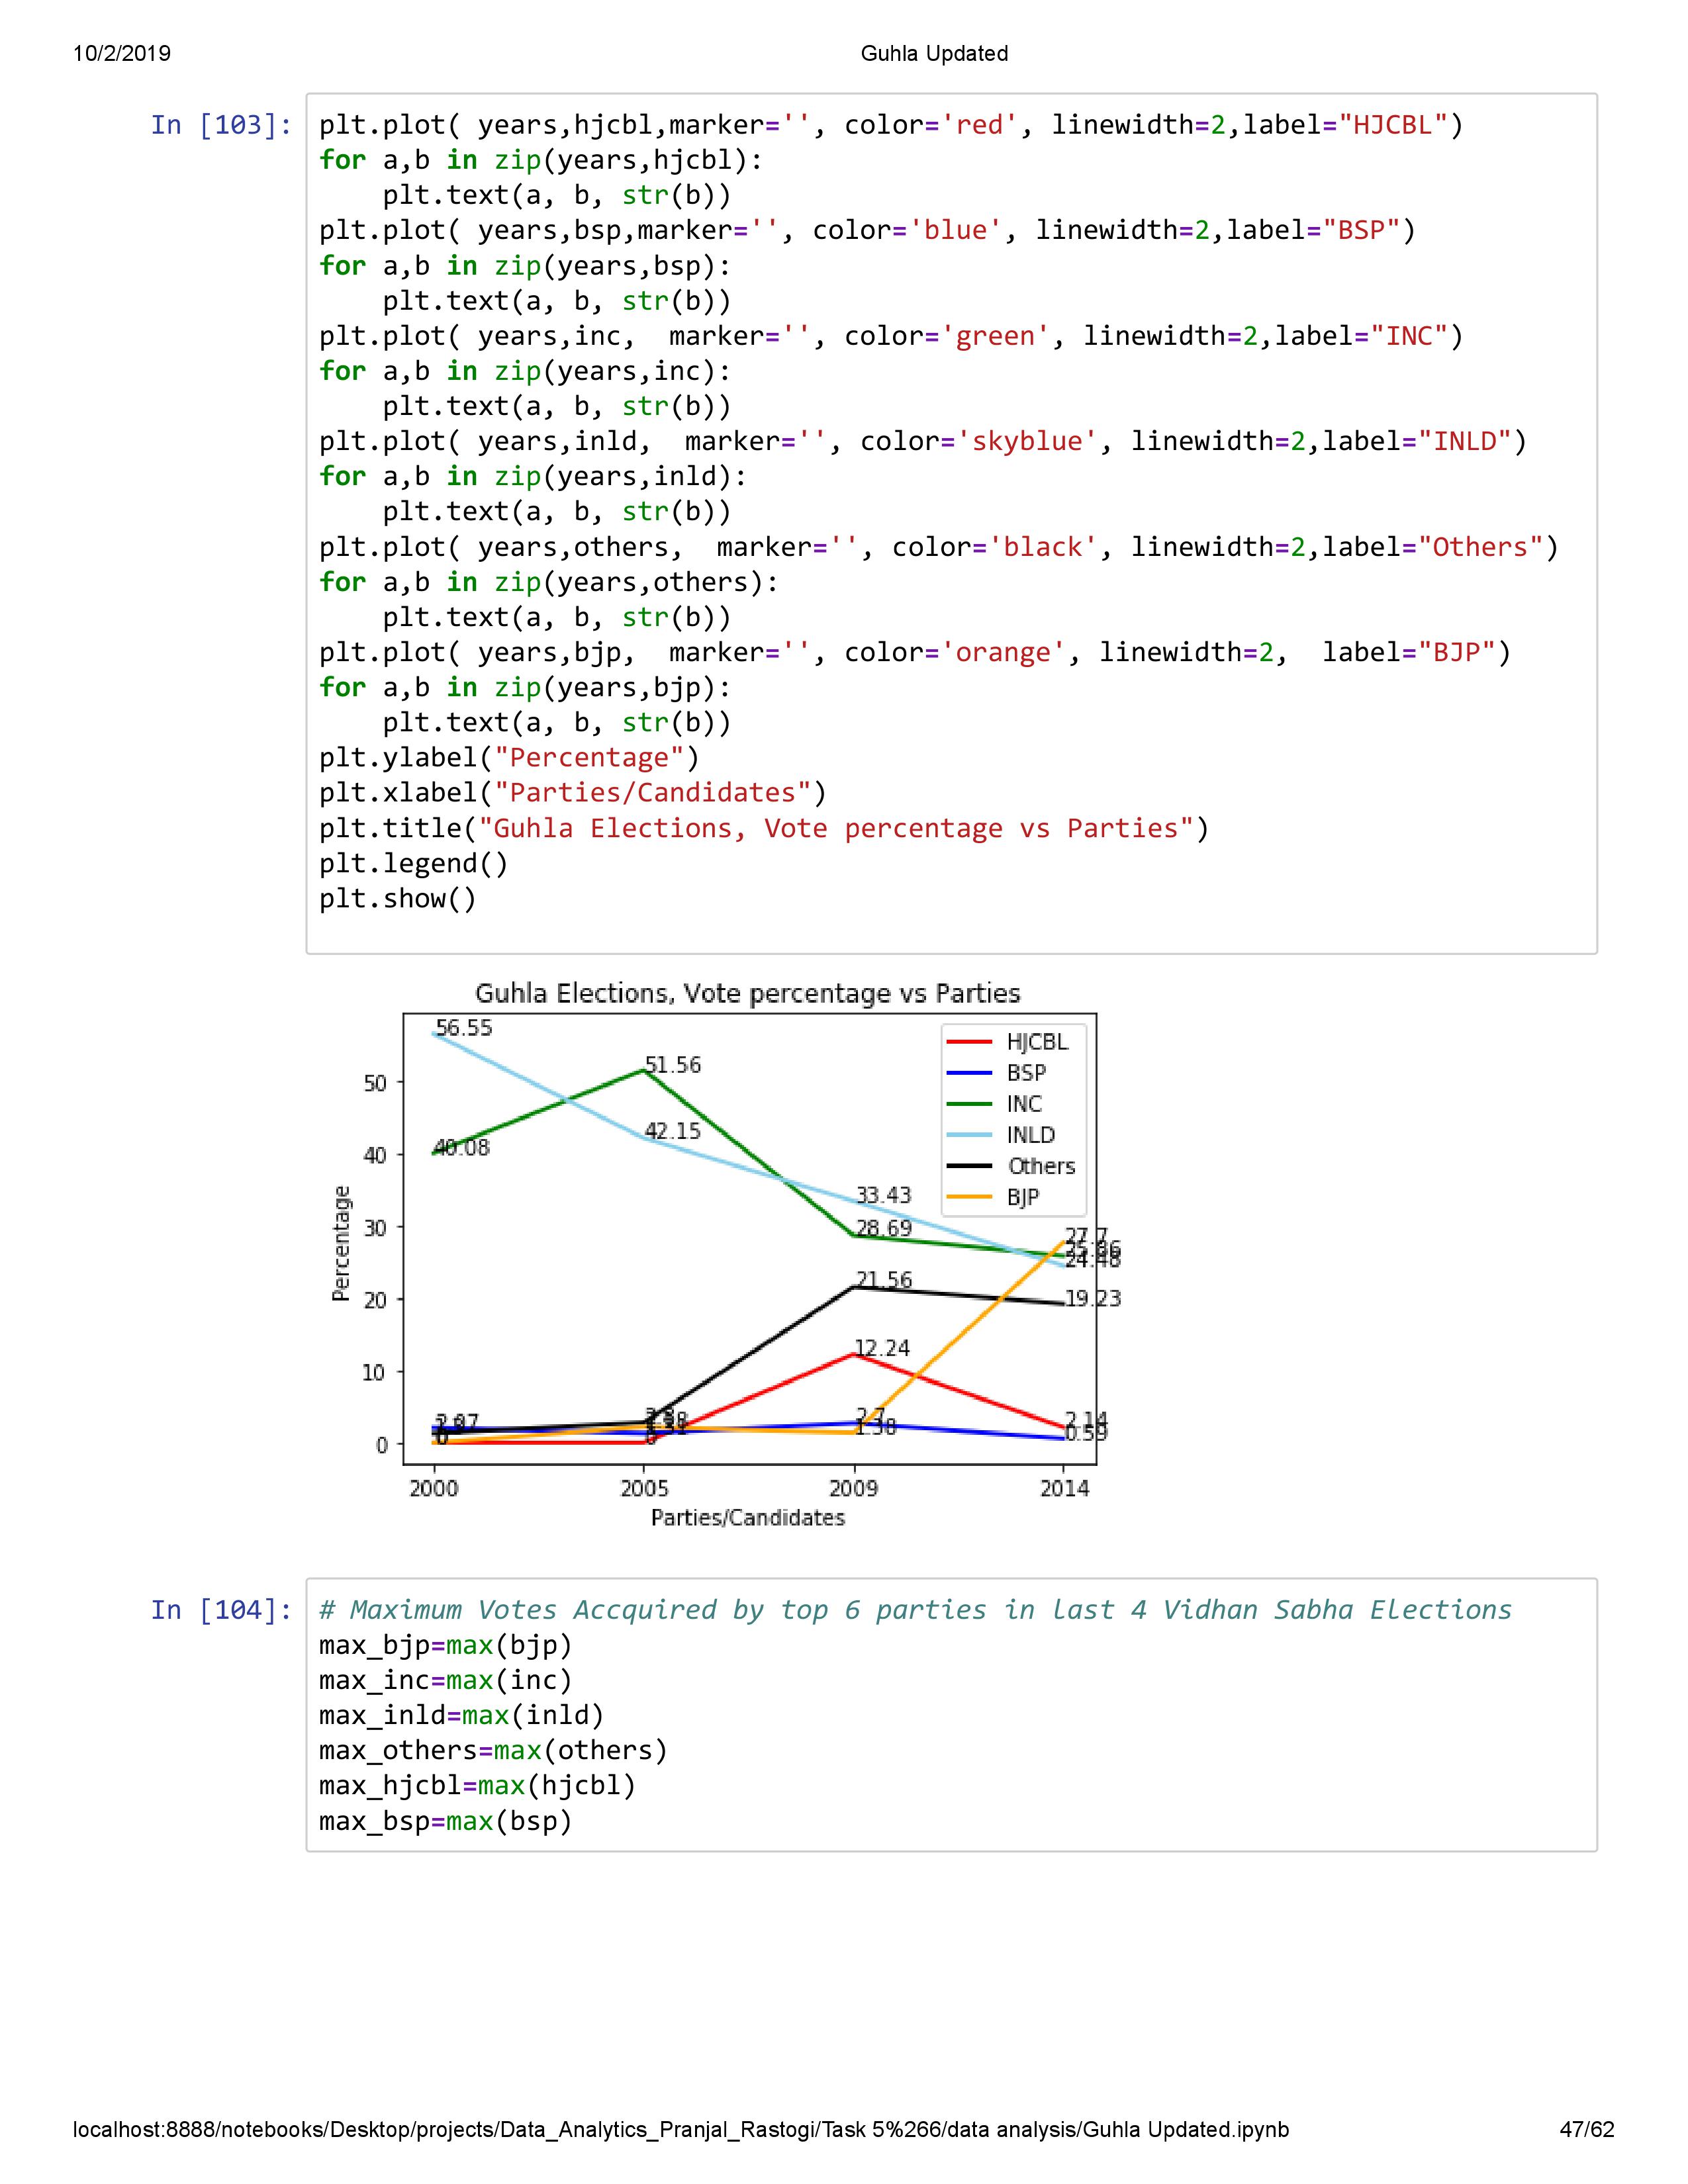 10/2/2019 Guhla Updated
In [103]: plt.plot( years,hjcbl,marker='', color='red', linewidth=2,label="HJCBL")
for a,b in zip(years,hjcbl):
    plt.text(a, b, str(b))
plt.plot( years,bsp,marker='', color='blue', linewidth=2,label="BSP")
for a,b in zip(years,bsp):
    plt.text(a, b, str(b))
plt.plot( years,inc,  marker='', color='green', linewidth=2,label="INC")
for a,b in zip(years,inc):
    plt.text(a, b, str(b))
plt.plot( years,inld,  marker='', color='skyblue', linewidth=2,label="INLD")
for a,b in zip(years,inld):
    plt.text(a, b, str(b))
plt.plot( years,others,  marker='', color='black', linewidth=2,label="Others")
for a,b in zip(years,others):
    plt.text(a, b, str(b))
plt.plot( years,bjp,  marker='', color='orange', linewidth=2,  label="BJP")
for a,b in zip(years,bjp):
    plt.text(a, b, str(b))
plt.ylabel("Percentage")
plt.xlabel("Parties/Candidates")
plt.title("Guhla Elections, Vote percentage vs Parties")
plt.legend()
plt.show()
Guhla Elections, Vote percentage vs Parties
56.55
HJCBL
BSP
INC
INLD
Others
BJP
50
51.56
42.15
40
40.08
Percentage
33.43
30
28.69
27.7
25.86
24.48
21.56
20
19.23
12.24
10
2.7
1.38
2.14
0.59
0
0
0
2000 2005 2009 2014
Parties/Candidates
In [104]: # Maximum Votes Accquired by top 6 parties in last 4 Vidhan Sabha Elections
max_bjp=max(bjp)
max_inc=max(inc)
max_inld=max(inld)
max_others=max(others)
max_hjcbl=max(hjcbl)
max_bsp=max(bsp)
localhost:8888/notebooks/Desktop/projects/Data_Analytics_Pranjal_Rastogi/Task 5%266/data analysis/Guhla Updated.ipynb 47/62